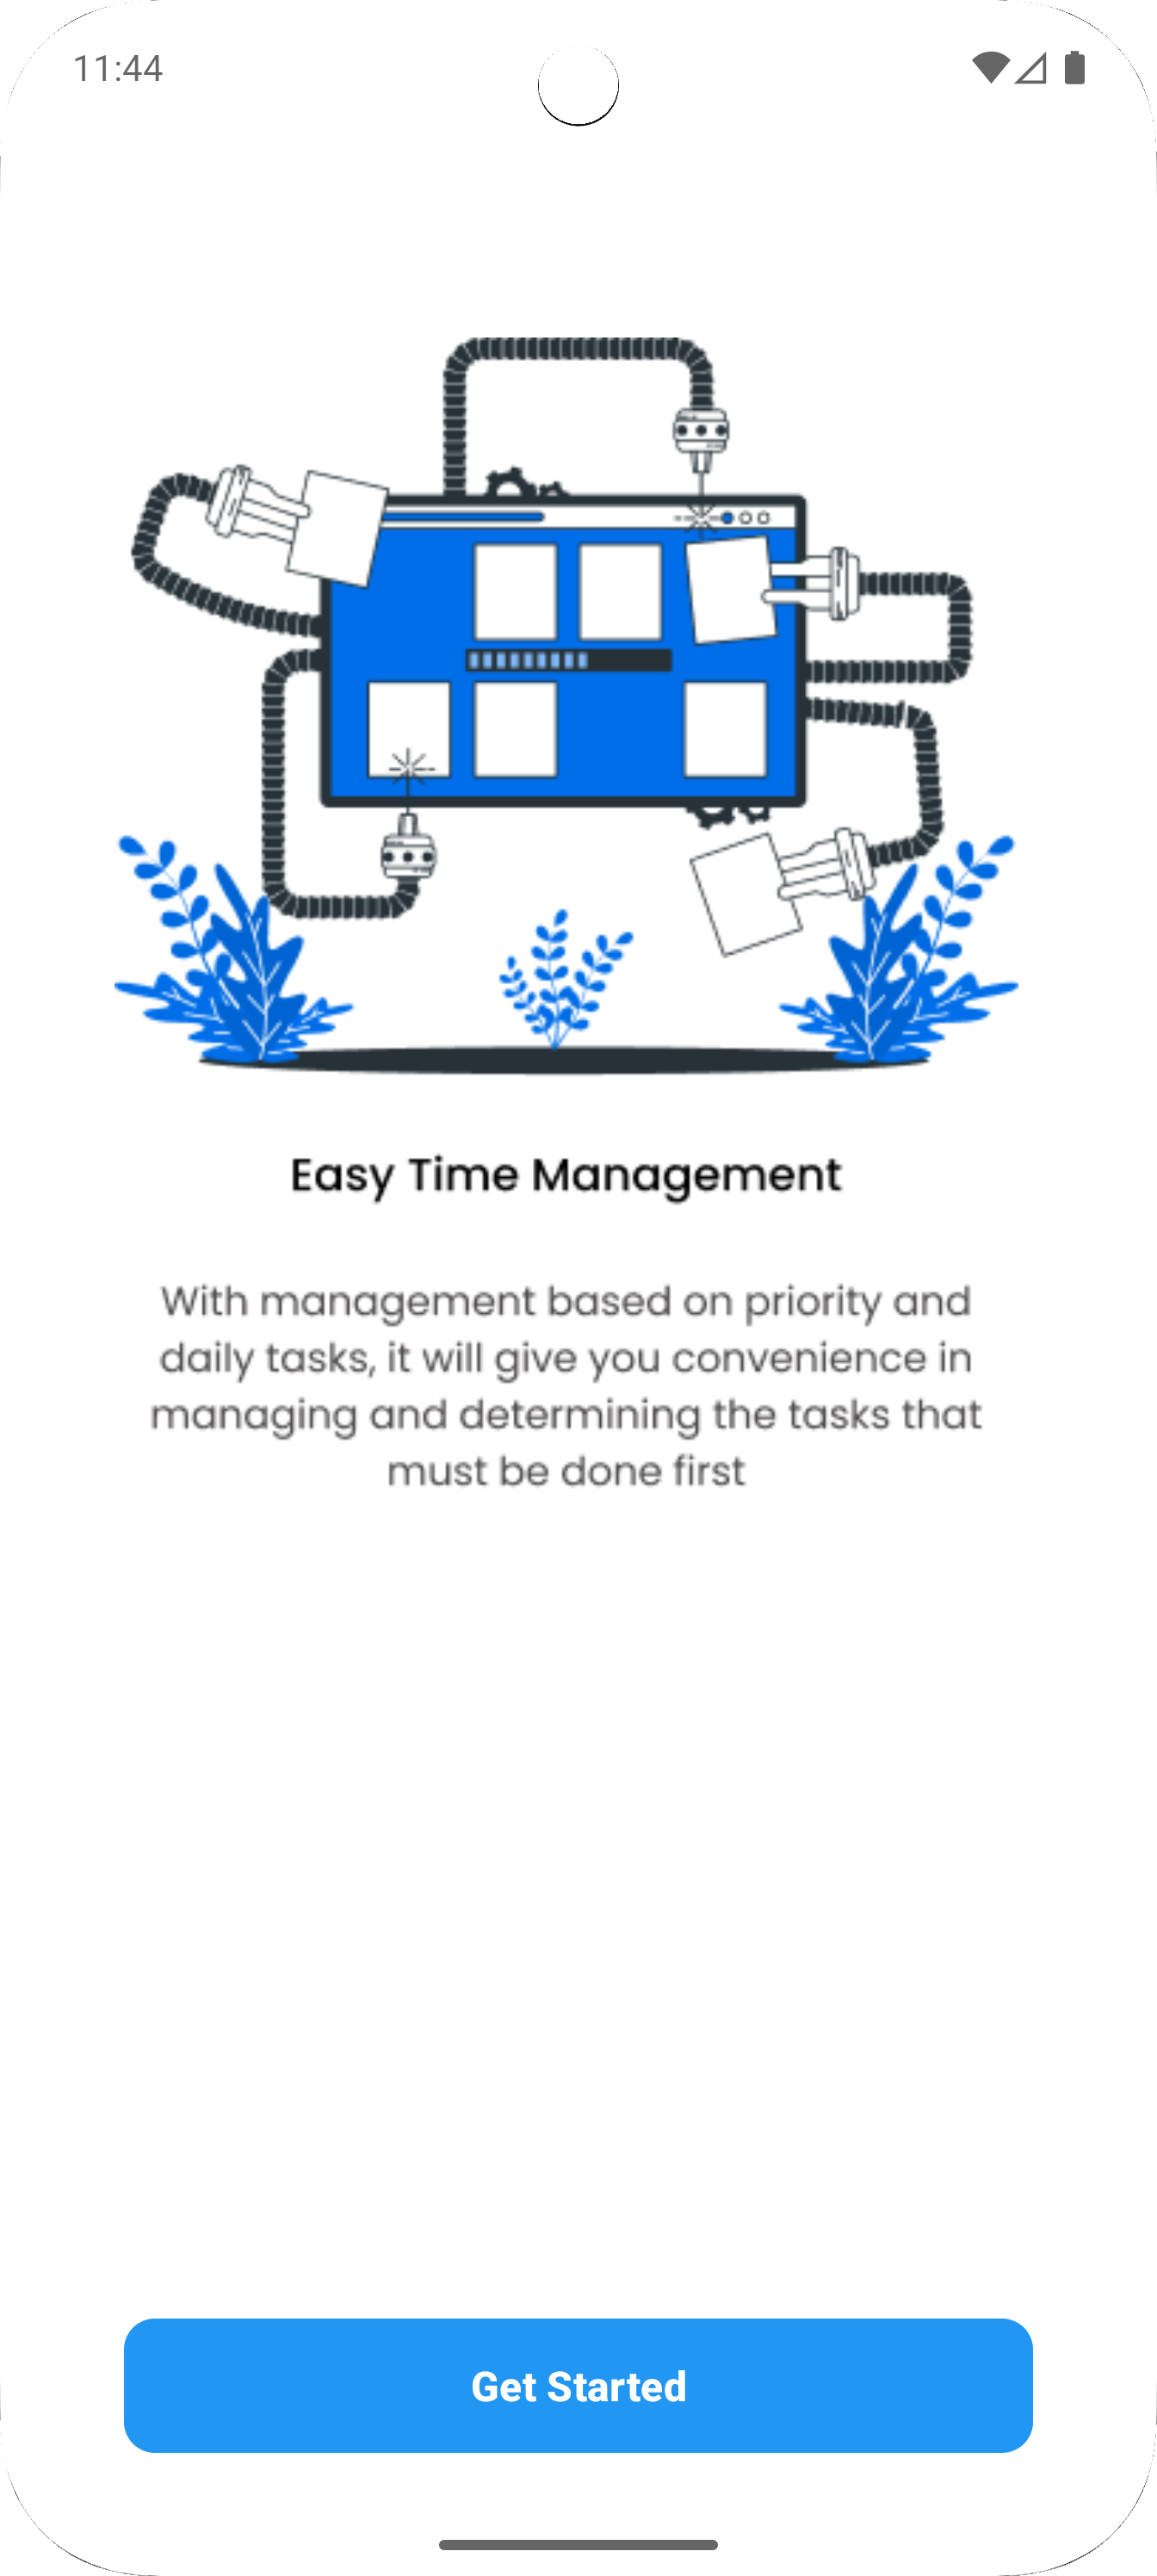 11:44
Easy Time Management
With management based on priority and
daily tasks, it will give you convenience in
managing and determining the tasks that
must be done first
Get Started